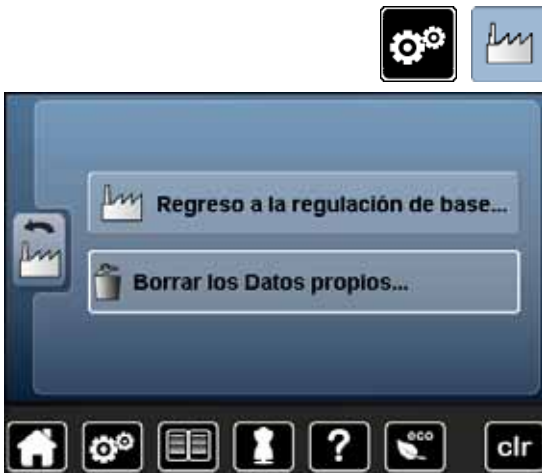 Regreso a la regulación de base...
Borrar los Datos propios...
?
eco
clr